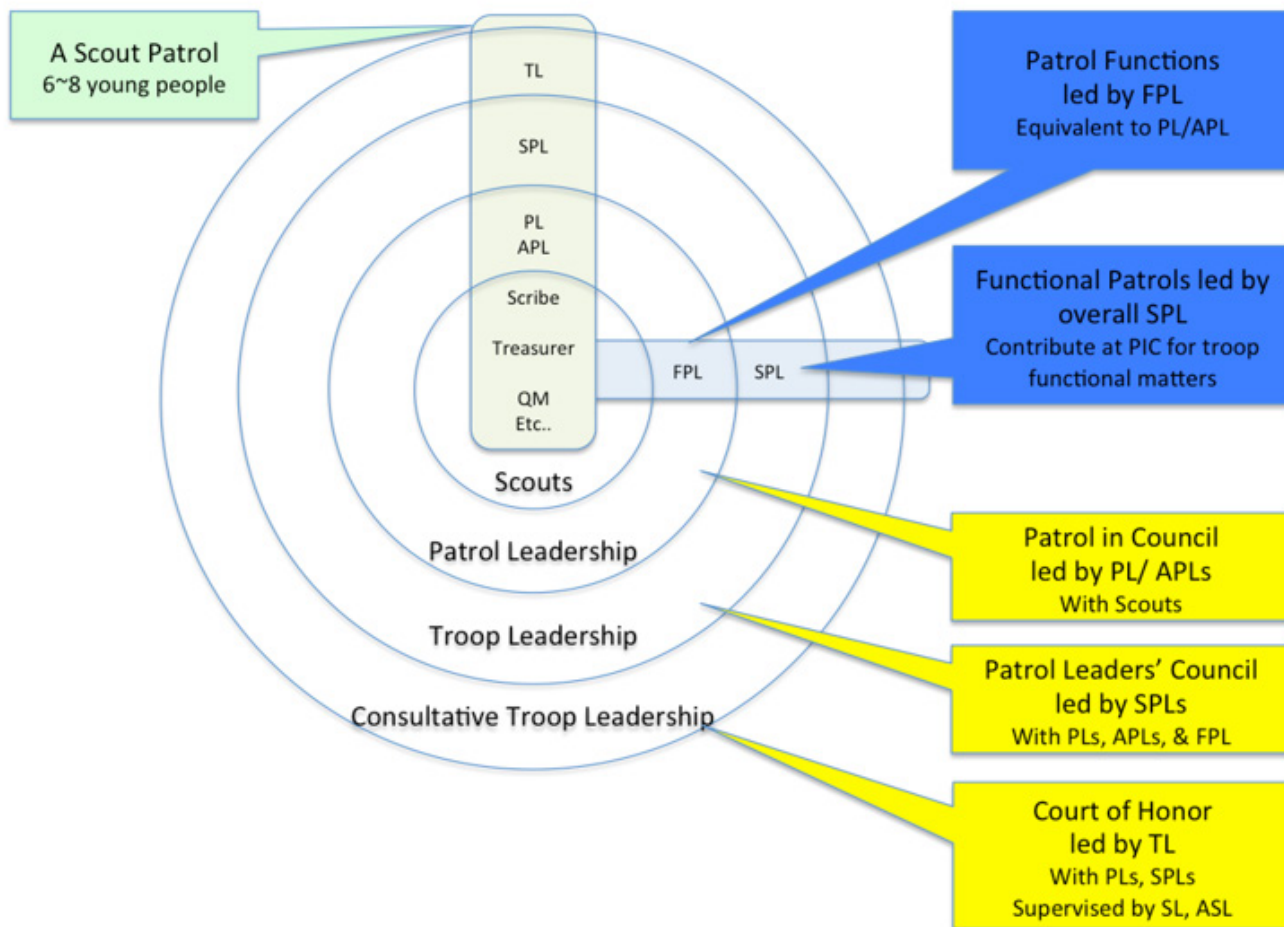 A Scout Patrol
6~8 young people
TL
SPL
PL
APL
Scribe
Treasurer
QM
Etc..
FPL
SPL
Scouts
Patrol Leadership
Troop Leadership
Consultative Troop Leadership
Patrol Functions
led by FPL
Equivalent to PL/APL
Functional Patrols led by
overall SPL
Contribute at PIC for troop
functional matters
Patrol in Council
led by PL/ APLs
With Scouts
Patrol Leaders’ Council
led by SPLs
With PLs, APLs, & FPL
Court of Honor
led by TL
With PLs, SPLs
Supervised by SL, ASL